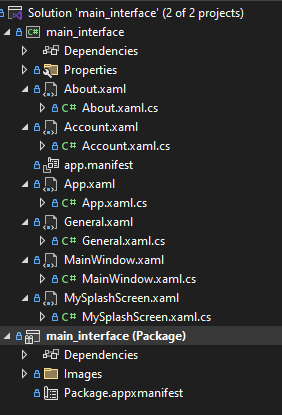 Solution 'main_interface' (2 of 2 projects)
main_interface
Dependencies
Properties
About.xaml
C# About.xaml.cs
Account.xaml
C# Account.xaml.cs
app.manifest
App.xaml
C# App.xaml.cs
General.xaml
C# General.xaml.cs
MainWindow.xaml
C# MainWindow.xaml.cs
MySplashScreen.xaml
C# MySplashScreen.xaml.cs
main_interface (Package)
Dependencies
Images
Package.appxmanifest